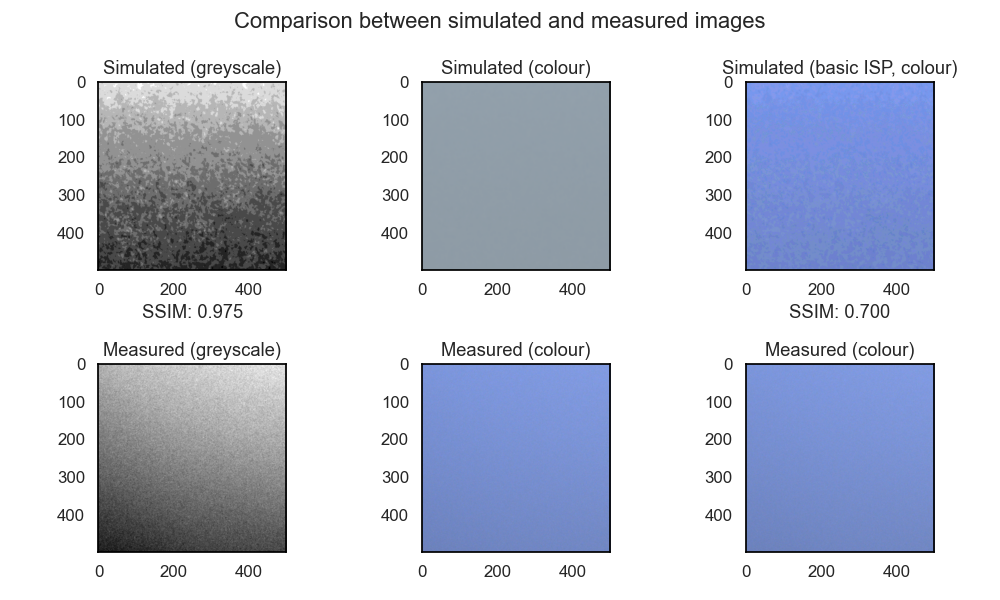 Comparison between simulated and measured images
Simulated (greyscale)
0
100
200
300
400
0 200 400
SSIM: 0.975
Simulated (colour)
0
100
200
300
400
0 200 400
Simulated (basic ISP, colour)
0
100
200
300
400
0 200 400
SSIM: 0.700
Measured (greyscale)
0
100
200
300
400
0 200 400
Measured (colour)
0
100
200
300
400
0 200 400
Measured (colour)
0
100
200
300
400
0 200 400